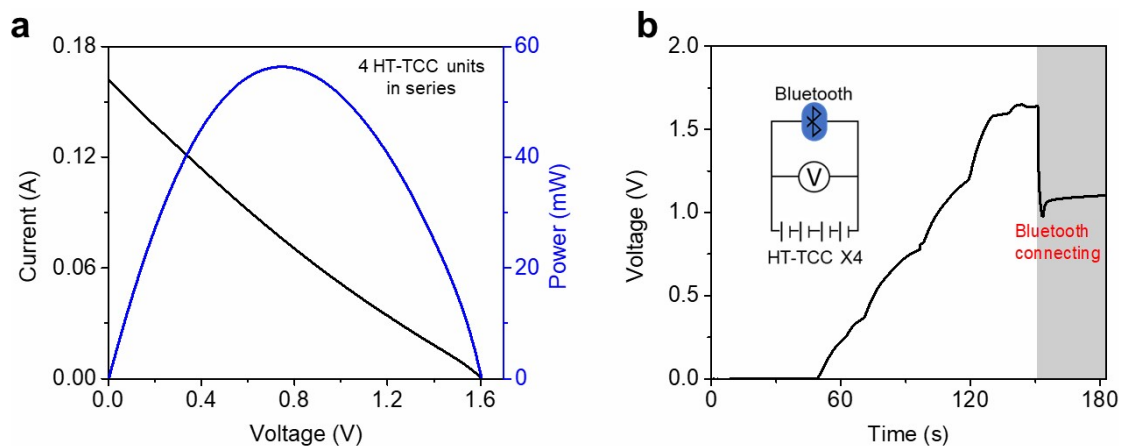 a
0.18
0.12
0.06
0.00
Current (A)
0.0
0.4
0.8
1.2
1.6
Voltage (V)
60
40
20
0
Power (mW)
4 HT-TCC units
in series
b
2.0
1.5
1.0
0.5
0.0
Voltage (V)
0
60
120
180
Time (s)
Bluetooth
V
HT-TCC X4
Bluetooth
connecting